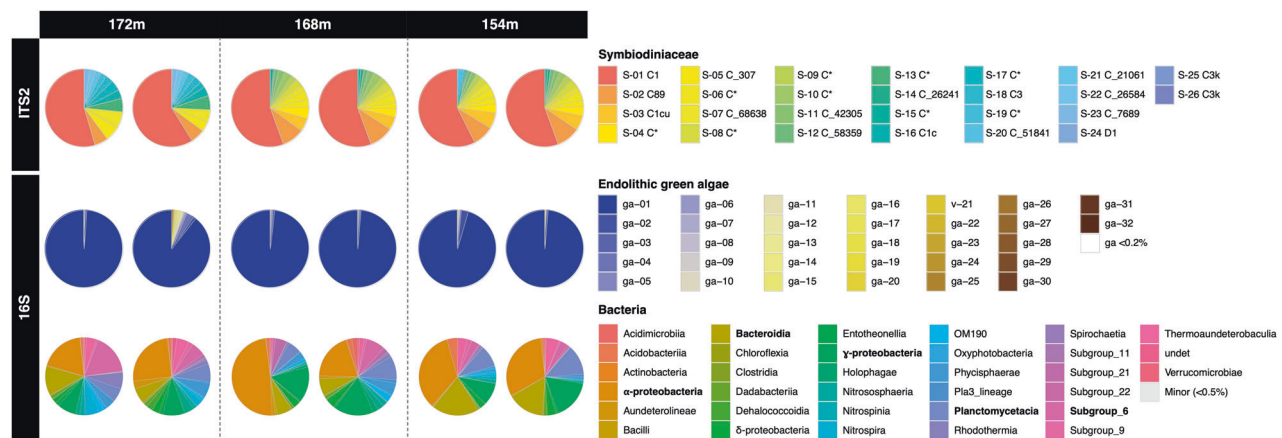 172m 168m 154m
ITS2
16S
Symbiodiniaceae
S-01 C1 S-05 C_307 S-09 C* S-13 C* S-17 C* S-21 C_21061 S-25 C3k
S-02 C89 S-06 C* S-10 C* S-14 C_26241 S-18 C3 S-22 C_26584 S-26 C3k
S-03 C1cu S-07 C_68638 S-11 C_42305 S-15 C* S-19 C* S-23 C_7689
S-04 C* S-08 C* S-12 C_58359 S-16 C1c S-20 C_51841 S-24 D1
Endolithic green algae
ga-01 ga-06 ga-11 ga-16 v-21 ga-26 ga-31
ga-02 ga-07 ga-12 ga-17 ga-22 ga-27 ga-32
ga-03 ga-08 ga-13 ga-18 ga-23 ga-28 ga <0.2%
ga-04 ga-09 ga-14 ga-19 ga-24 ga-29
ga-05 ga-10 ga-15 ga-20 ga-25 ga-30
Bacteria
Acidimicrobiia Bacteroidia Entotheonellia OM190 Spirochaetia Thermoaundeterobacula
Acidobacteriia Chloroflexia γ-proteobacteria Oxyphotobacteria Subgroup_11 undet
Actinobacteria Clostridia Holophagae Phycisphaerae Subgroup_21 Verrucomicrobiae
α-proteobacteria Dadabacteriia Nitrososphaeria Pla3_lineage Subgroup_22 Minor (<0.5%)
Aundeterolineae Dehalococcoidia Nitrospinia Planctomycetacia Subgroup_6
Bacilli δ-proteobacteria Nitrospira Rhodothermia Subgroup_9